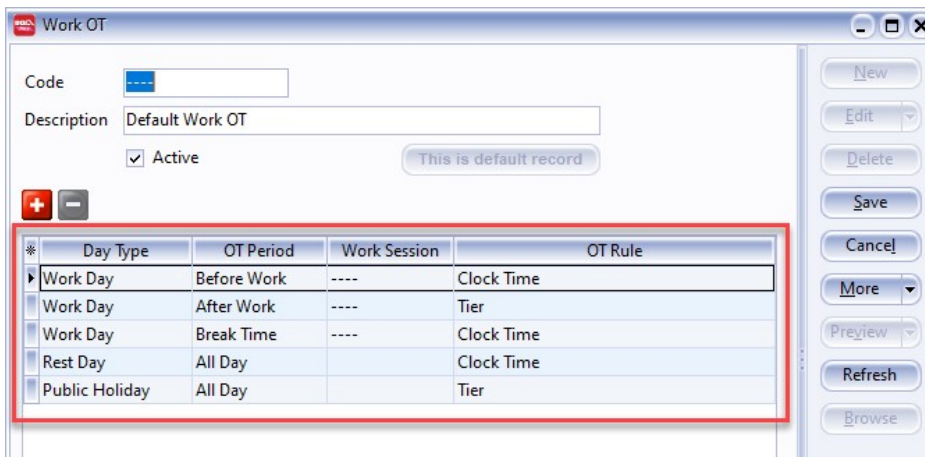 Work OT
Code ----
Description Default Work OT
Active This is default record
* Day Type OT Period Work Session OT Rule
Work Day Before Work ---- Clock Time
Work Day After Work ---- Tier
Work Day Break Time ---- Clock Time
Rest Day All Day Clock Time
Public Holiday All Day Tier
New
Edit
Delete
Save
Cancel
More
Preview
Refresh
Browse